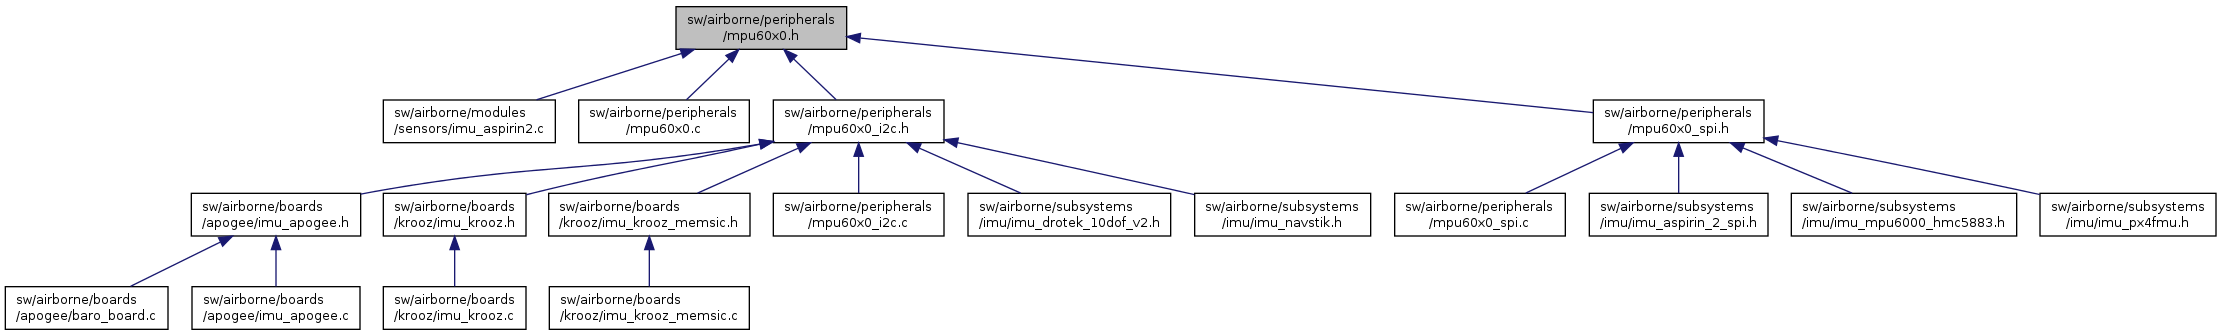 sw/airborne/peripherals
/mpu60x0.h
sw/airborne/modules
/sensors/imu_aspirin2.c
sw/airborne/peripherals
/mpu60x0.c
sw/airborne/peripherals
/mpu60x0_i2c.h
sw/airborne/peripherals
/mpu60x0_spi.h
sw/airborne/boards
/apogee/imu_apogee.h
sw/airborne/boards
/krooz/imu_krooz.h
sw/airborne/boards
/krooz/imu_krooz_memsic.h
sw/airborne/peripherals
/mpu60x0_i2c.c
sw/airborne/subsystems
/imu/imu_drotek_10dof_v2.h
sw/airborne/subsystems
/imu/imu_navstik.h
sw/airborne/peripherals
/mpu60x0_spi.c
sw/airborne/subsystems
/imu/imu_aspirin_2_spi.h
sw/airborne/subsystems
/imu/imu_mpu6000_hmc5883.h
sw/airborne/subsystems
/imu/imu_px4fmu.h
sw/airborne/boards
/apogee/baro_board.c
sw/airborne/boards
/apogee/imu_apogee.c
sw/airborne/boards
/krooz/imu_krooz.c
sw/airborne/boards
/krooz/imu_krooz_memsic.c